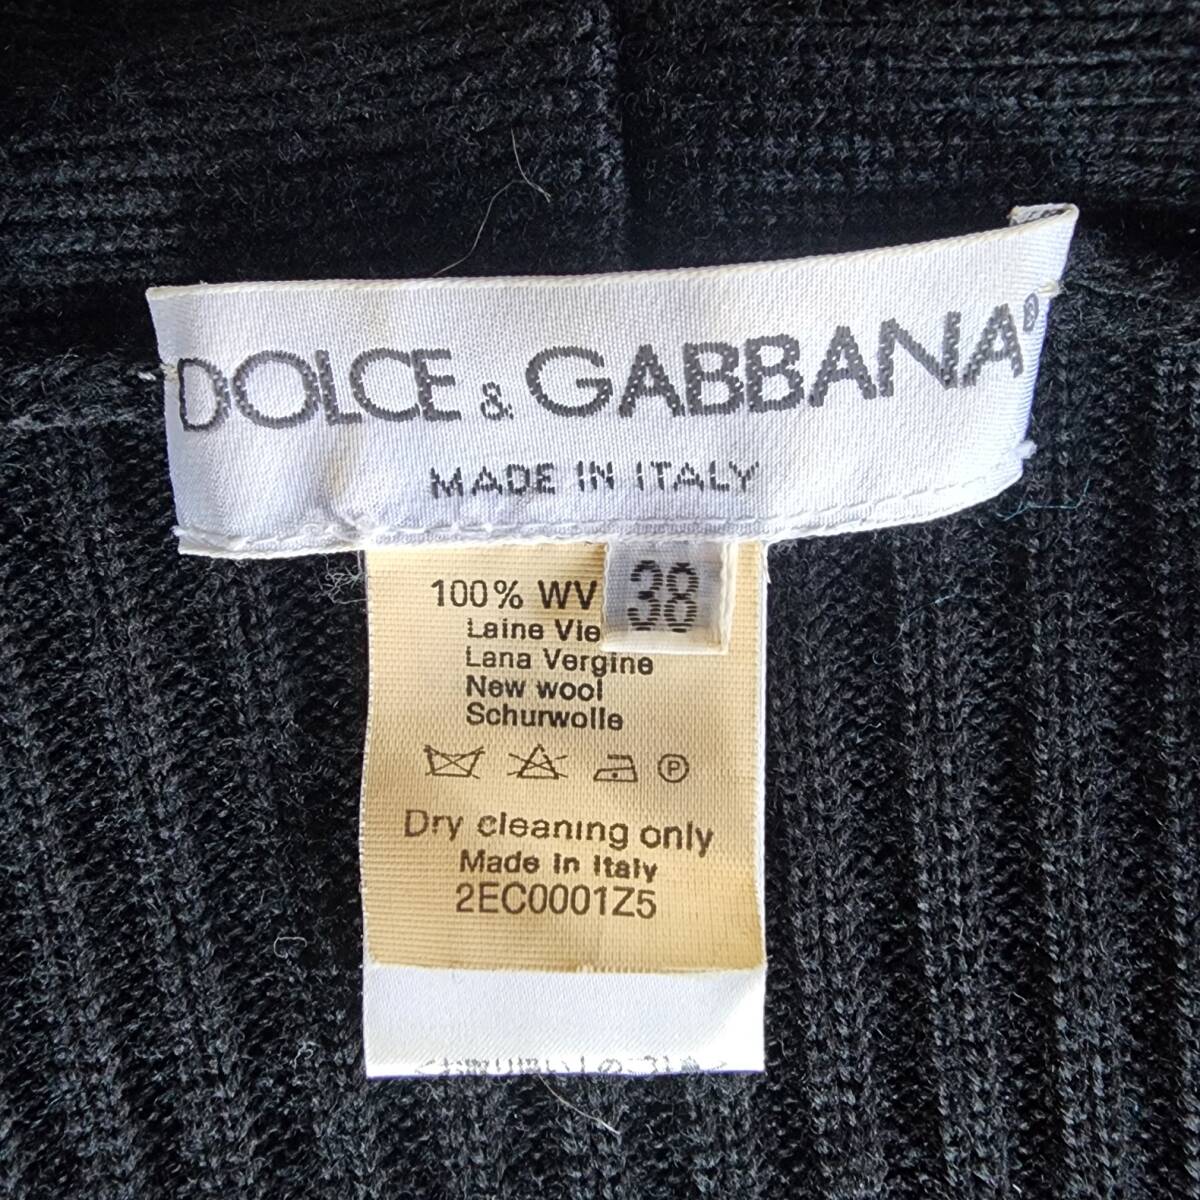 DOLCE & GABBANA®
MADE IN ITALY
38
100% WV
Laine Vie
Lana Vergine
New wool
Schurwolle
P
Dry cleaning only
Made in Italy
2EC0001Z5